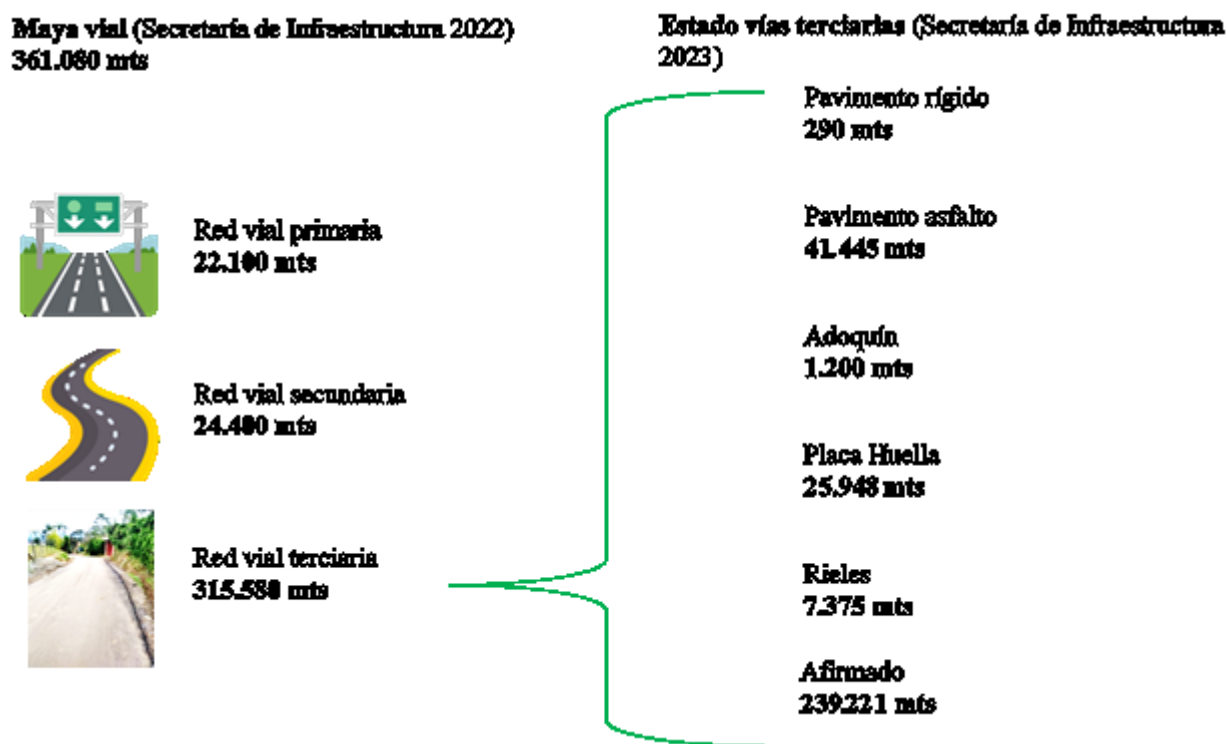 Maya vial (Secretaría de Infraestructura 2022)
361.080 mts
Red vial primaria
22.100 mts
Red vial secundaria
24.400 mts
Red vial terciaria
315.580 mts
Estado vías terciarias (Secretaría de Infraestructura
2023)
Pavimento rígido
290 mts
Pavimento asfalto
41.445 mts
Adoquín
1.200 mts
Placa Huella
25.948 mts
Rieles
7.375 mts
Afirmado
239.221 mts